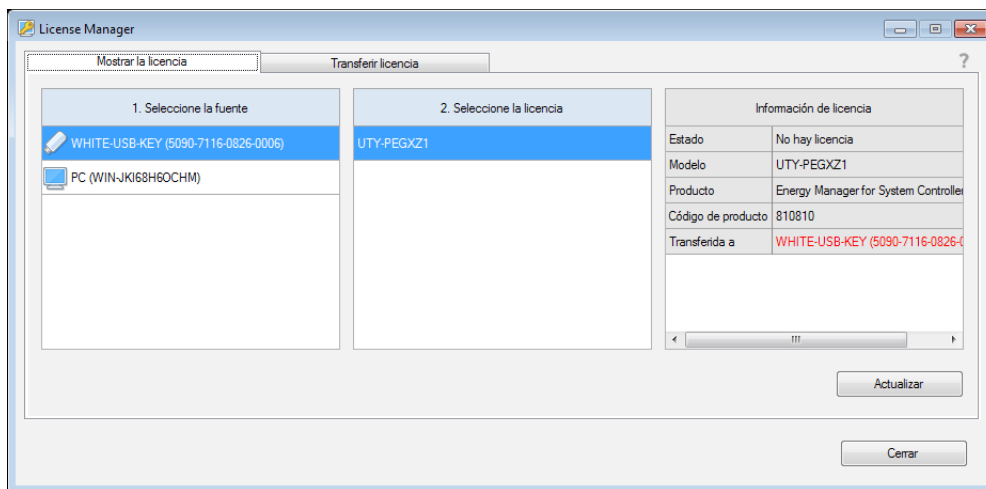 License Manager
Mostrar la licencia
Transferir licencia
?
1. Seleccione la fuente
WHITE-USB-KEY (5090-7116-0826-0006)
PC (WIN-JKI68H6OCHM)
2. Seleccione la licencia
UTY-PEGXZ1
Información de licencia
Estado No hay licencia
Modelo UTY-PEGXZ1
Producto Energy Manager for System Controller
Código de producto 810810
Transferida a WHITE-USB-KEY (5090-7116-0826-0
Actualizar
Cerrar